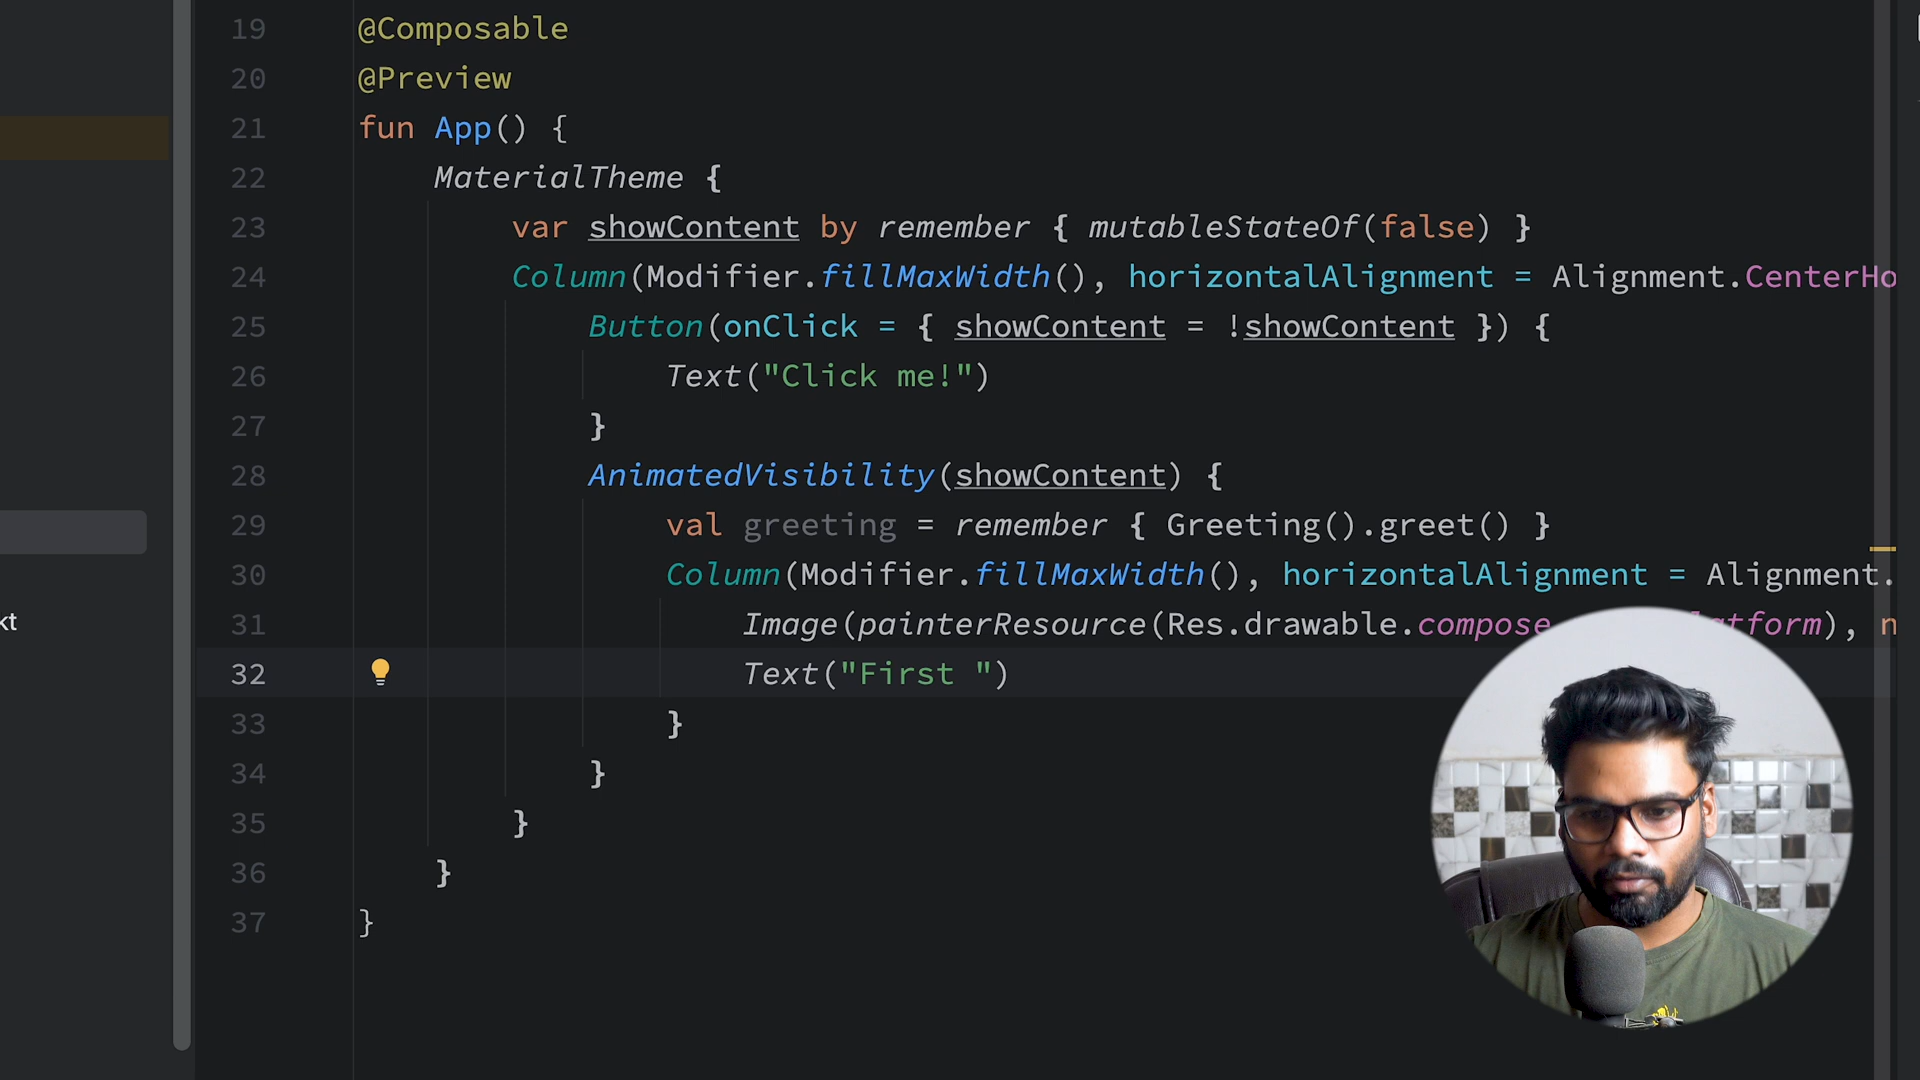 19 @Composable
20 @Preview
21 fun App() {
22 MaterialTheme {
23 var showContent by remember { mutableStateOf(false) }
24 Column(Modifier.fillMaxWidth(), horizontalAlignment = Alignment.CenterHo
25 Button(onClick = { showContent = !showContent }) {
26 Text("Click me!")
27 }
28 AnimatedVisibility(showContent) {
29 val greeting = remember { Greeting().greet() }
30 Column(Modifier.fillMaxWidth(), horizontalAlignment = Alignment.
31 Image(painterResource(Res.drawable.compose tform), n
kt
32 Text("First ")
33 }
34 }
35 }
36 }
37 }